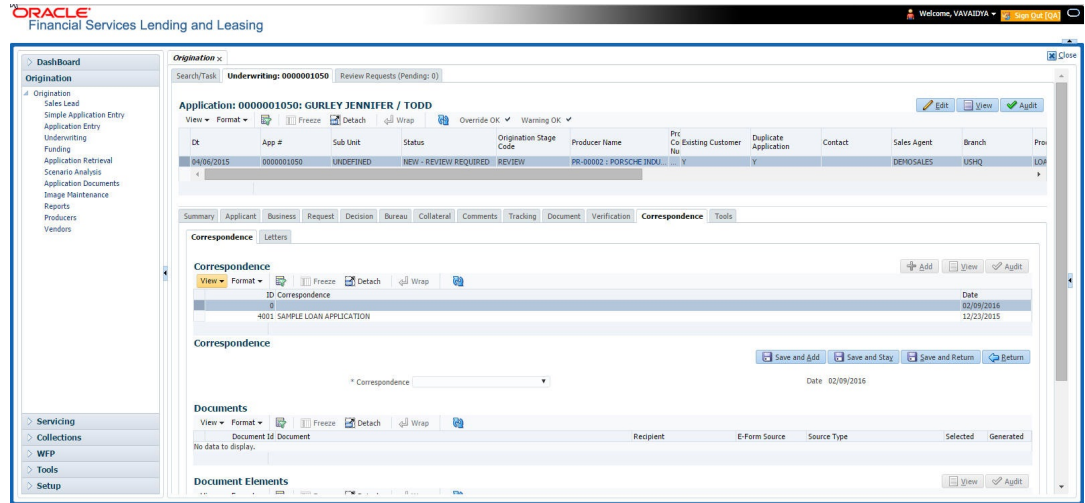 ORACLE
Financial Services Lending and Leasing
Welcome, VAVAIDYA
Sign Out [QA]
Close
DashBoard
Origination
Origination
Sales Lead
Simple Application Entry
Application Entry
Underwriting
Funding
Application Retrieval
Scenario Analysis
Application Documents
Image Maintenance
Reports
Producers
Vendors
Servicing
Collections
WFP
Tools
Setup
Origination x
Search/Task Underwriting: 0000001050 Review Requests (Pending: 0)
Application: 0000001050: GURLEY JENNIFER / TODD
Edit View Audit
View Format Freeze Detach Wrap Override OK Warning OK
Dt App # Sub Unit Status Origination Stage Code Producer Name Prc Co Nu Existing Customer Duplicate Application Contact Sales Agent Branch Pro
04/06/2015 0000001050 UNDEFINED NEW - REVIEW REQUIRED REVIEW PR-00002 : PORSCHE INDU... ... Y Y DEMOSALES USHQ LOA
Summary Applicant Business Request Decision Bureau Collateral Comments Tracking Document Verification Correspondence Tools
Correspondence Letters
Correspondence
Add View Audit
View Format Freeze Detach Wrap
ID Correspondence Date
0 02/09/2016
4001 SAMPLE LOAN APPLICATION 12/23/2015
Correspondence
Save and Add Save and Stay Save and Return Return
* Correspondence Date 02/09/2016
Documents
View Format Freeze Detach Wrap
Document Id Document Recipient E-Form Source Source Type Selected Generated
No data to display.
Document Elements
View Audit